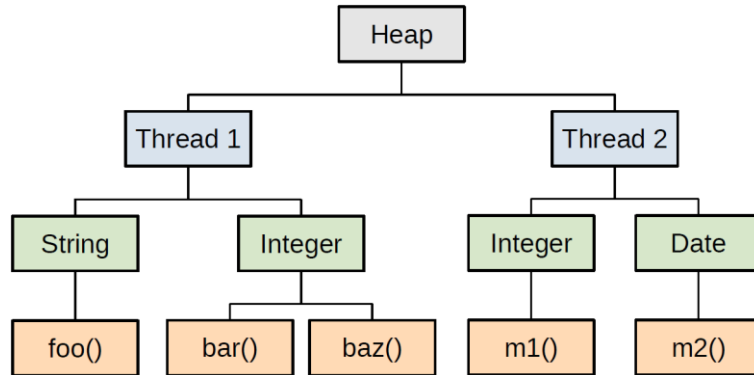 Heap
Thread 1
Thread 2
String
Integer
Integer
Date
foo()
bar()
baz()
m1()
m2()